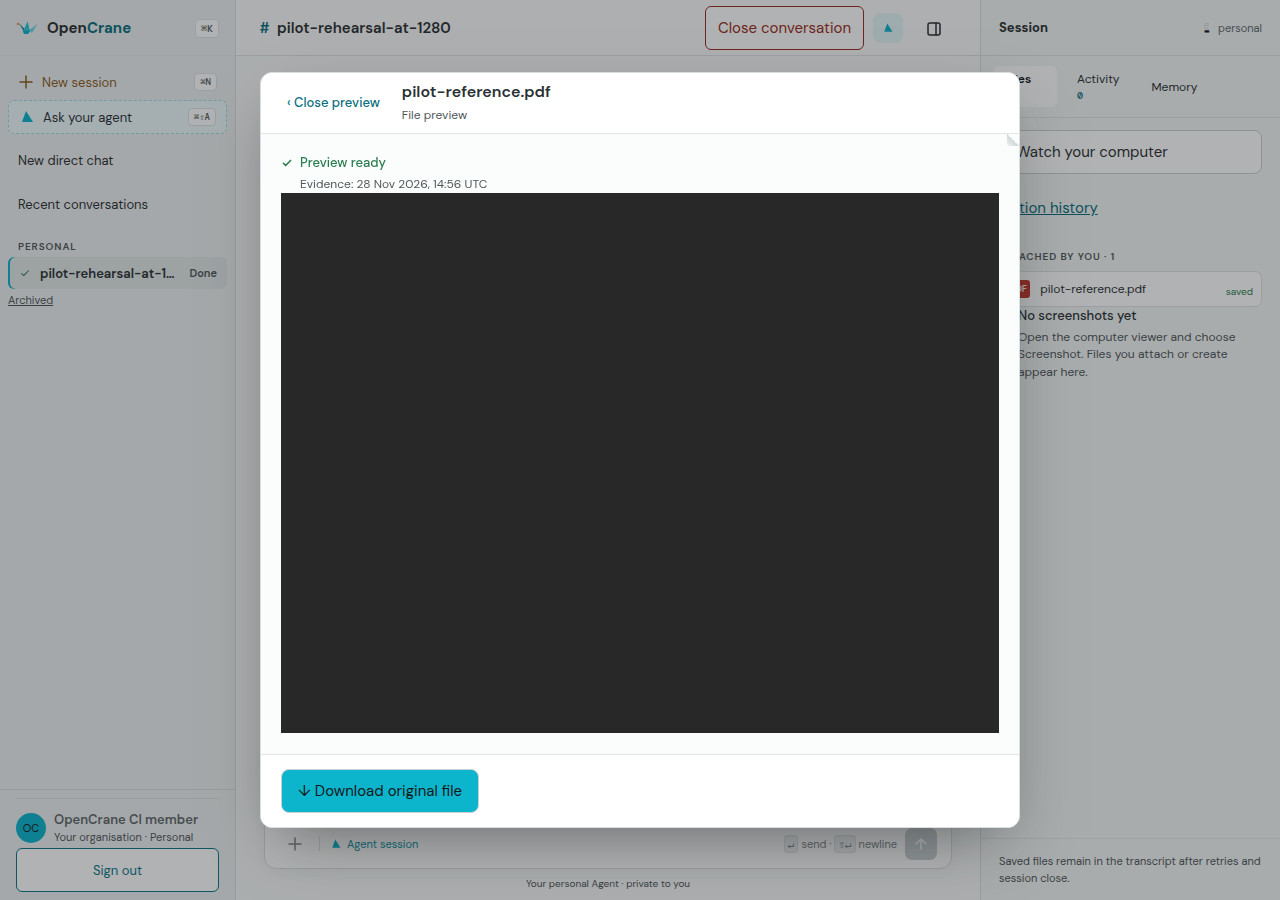 OpenCrane
⌘K
New session
⌘N
Ask your agent
⌘⇧A
New direct chat
Recent conversations
PERSONAL
pilot-rehearsal-at-1... Done
Archived
OC
OpenCrane CI member
Your organisation · Personal
Sign out
# pilot-rehearsal-at-1280
Close conversation
‹ Close preview
pilot-reference.pdf
File preview
Preview ready
Evidence: 28 Nov 2026, 14:56 UTC
↓ Download original file
Agent session
↵ send · ⇧↵ newline
Your personal Agent · private to you
Session
personal
es
Activity
0
Memory
Watch your computer
tion history
ACHED BY YOU · 1
pilot-reference.pdf
saved
No screenshots yet
Open the computer viewer and choose
Screenshot. Files you attach or create
appear here.
Saved files remain in the transcript after retries and
session close.